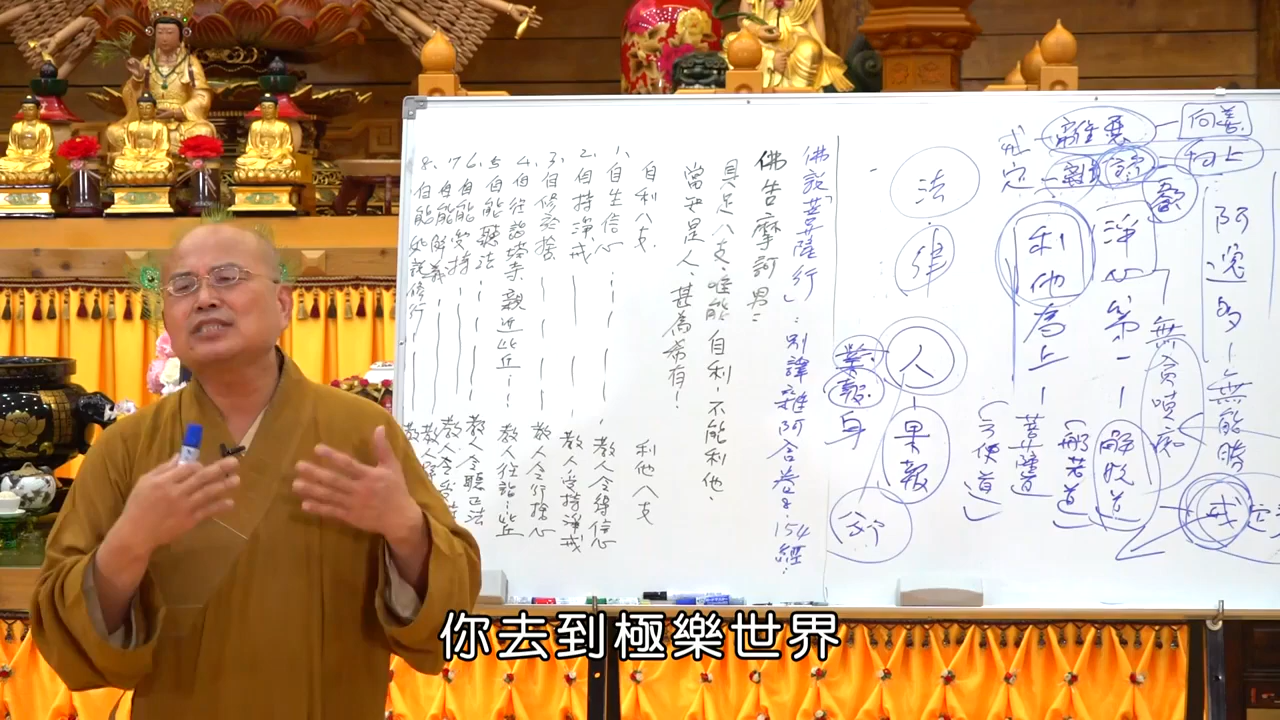 戒 離惡 向善
定 向上
阿逸多 無能勝
淨心第一 無貪嗔痴
解脫道 戒
(般若道)
利他為上
菩薩道
(方便道)
法
律
人
果報
業報身
佛說「菩薩行」:別譯雜阿含卷8.154經:
佛告摩訶男:
具足八支,唯能自利,不能利他,
當知是人,甚為希有!
自利八支 利他八支
1、自生信心 教人令得信心
2、自持淨戒 教人受持淨戒
3、自修交捨 教人令行捨心
4、自往詣塔寺親近比丘 教人往詣 比丘
5、自能聽法 教人令聽正法
6、自能受持
7、自能解義
8、自能如說修行
你去到極樂世界